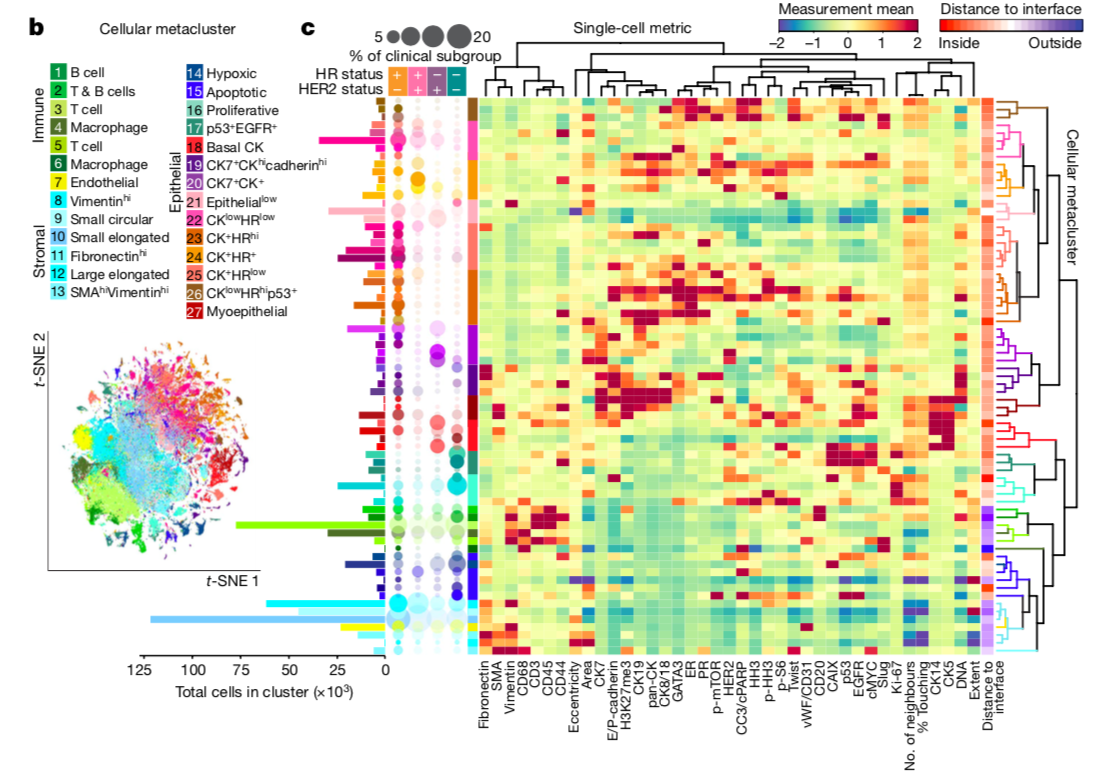 b
Cellular metacluster
Immune
1 B cell
2 T & B cells
3 T cell
4 Macrophage
5 T cell
6 Macrophage
7 Endothelial
Stromal
8 Vimentinhi
9 Small circular
10 Small elongated
11 Fibronectinhi
12 Large elongated
13 SMAhiVimentinhi
Epithelial
14 Hypoxic
15 Apoptotic
16 Proliferative
17 p53+EGFR+
18 Basal CK
19 CK7+CKhicadherinhi
20 CK7+CK+
21 Epitheliallow
22 CKlowHRlow
23 CK+HRhi
24 CK+HR+
25 CK+HRlow
26 CKlowHRhip53+
27 Myoepithelial
t-SNE 2
t-SNE 1
c
5 20
% of clinical subgroup
HR status + + − −
HER2 status − + + −
Single-cell metric
Measurement mean
−2 −1 0 1 2
Distance to interface
Inside Outside
Cellular metacluster
125 100 75 50 25 0
Total cells in cluster (×103)
Fibronectin
SMA
Vimentin
CD68
CD3
CD45
CD44
Eccentricity
Area
CK7
E/P-cadherin
H3K27me3
CK19
pan-CK
CK8/18
GATA3
ER
PR
p-mTOR
HER2
CC3/cPARP
HH3
p-HH3
p-S6
Twist
vWF/CD31
CD20
CAIX
p53
EGFR
cMYC
Slug
Ki-67
No. of neighbours
% Touching
CK14
CK5
DNA
Extent
Distance to
interface